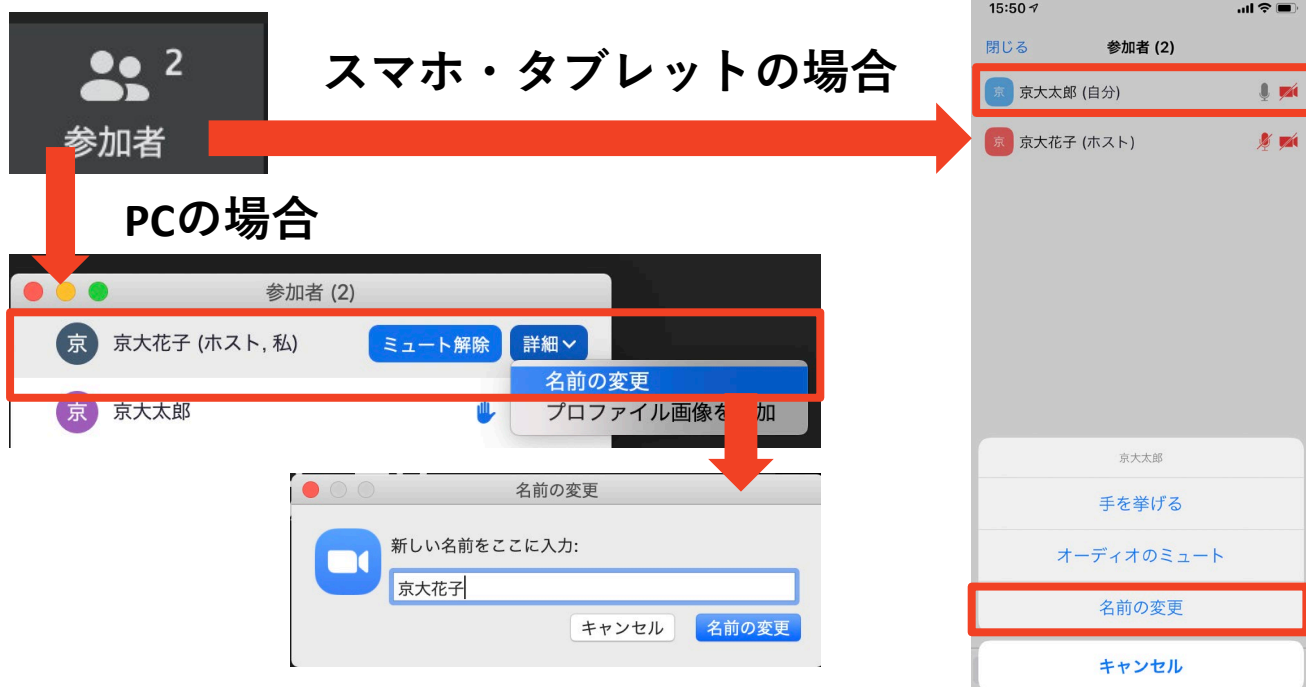 2
参加者
スマホ・タブレットの場合
PCの場合
参加者 (2)
京 京大花子 (ホスト, 私) ミュート解除 詳細
名前の変更
京 京大太郎
プロファイル画像を 加
名前の変更
新しい名前をここに入力:
京大花子
キャンセル 名前の変更
15:50
閉じる 参加者 (2)
京 京大太郎 (自分)
京 京大花子 (ホスト)
京大太郎
手を挙げる
オーディオのミュート
名前の変更
キャンセル